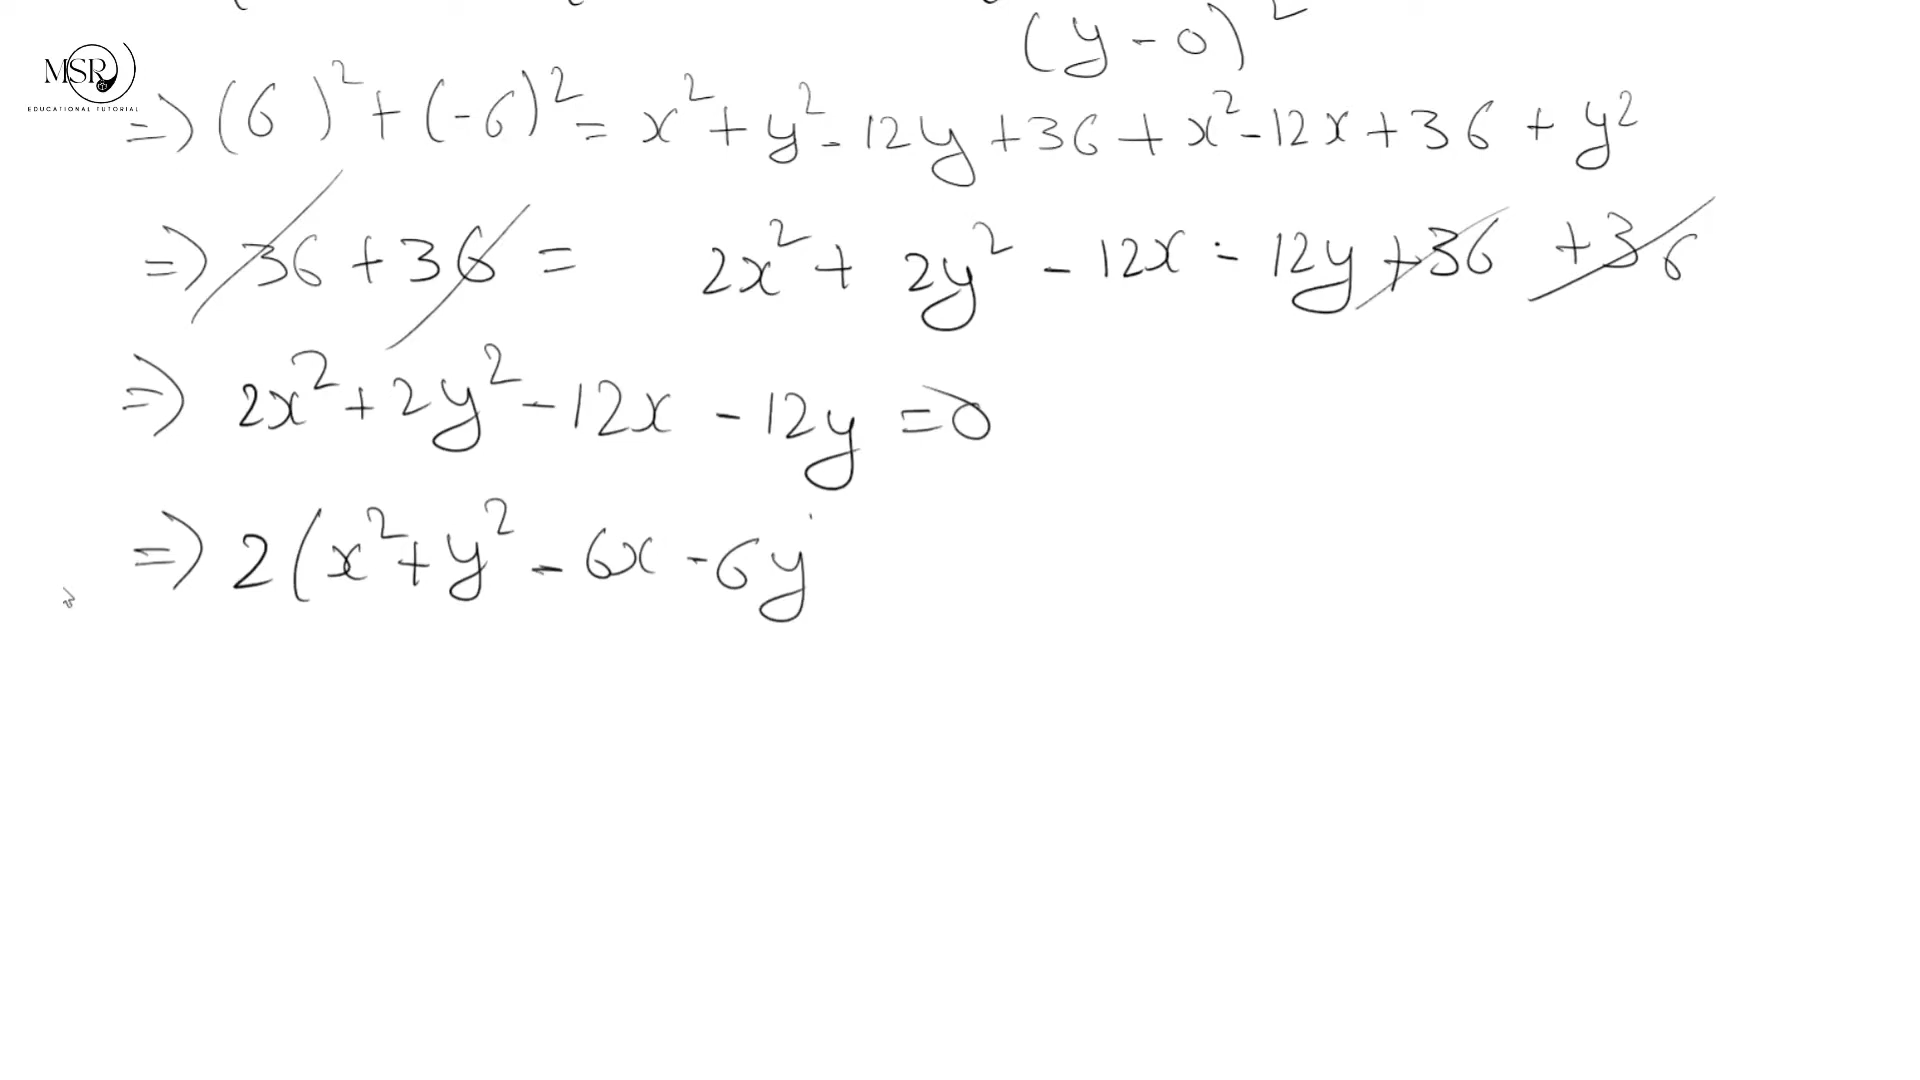 (y - 0)²
MSR
EDUCATIONAL TUTORIAL
=> (6)² + (-6)² = x² + y² - 12y + 36 + x² - 12x + 36 + y²
=> 36 + 36 = 2x² + 2y² - 12x - 12y + 36 + 36
=> 2x² + 2y² - 12x - 12y = 0
=> 2(x² + y² - 6x - 6y